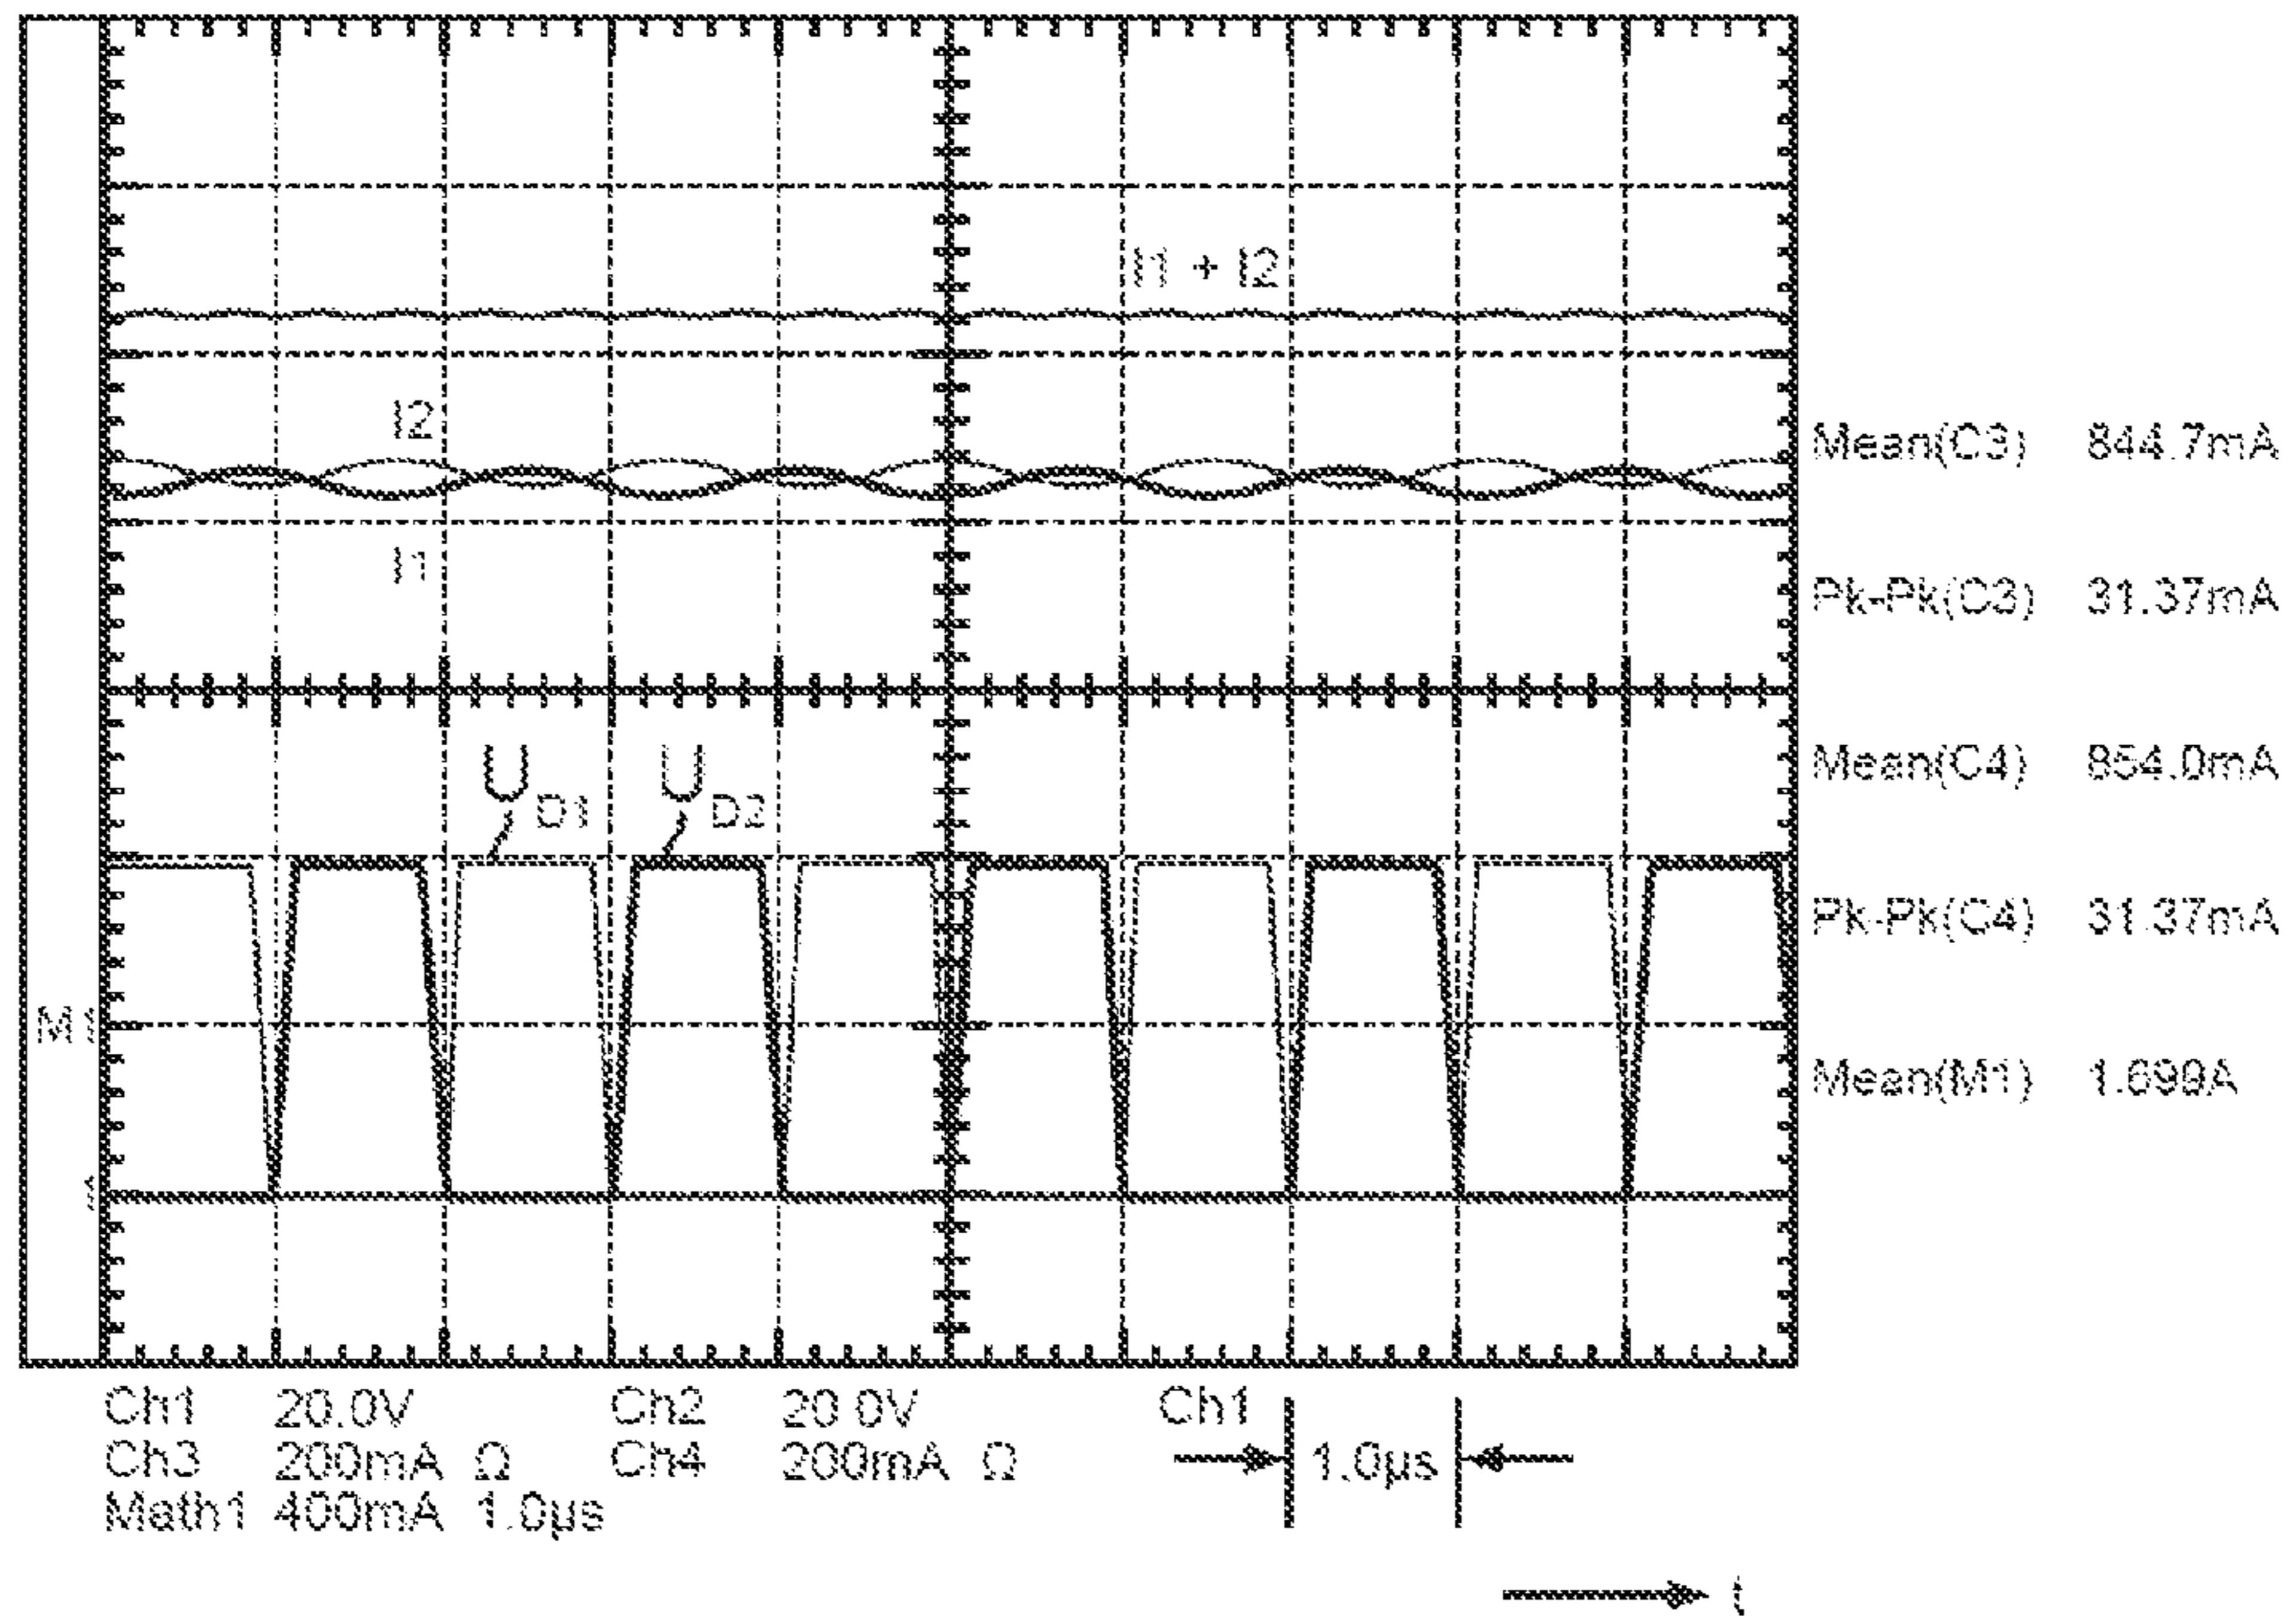 I1 + I2
I2
Mean(C3) 844.7mA
I1
Pk-Pk(C3) 31.37mA
UD1 UD2
Mean(C4) 854.0mA
Pk-Pk(C4) 31.37mA
M1
Mean(M1) 1.699A
Ch1 20.0V Ch2 20.0V Ch1
Ch3 200mA Ω Ch4 200mA Ω 1.0µs
Math1 400mA 1.0µs
t